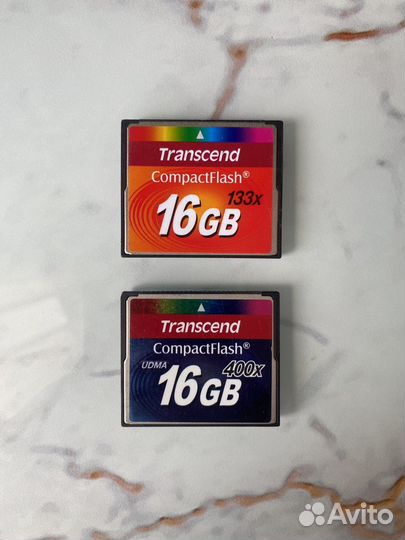 Transcend
CompactFlash®
133x
16GB
Transcend
CompactFlash®
UDMA
400x
16GB
Avito